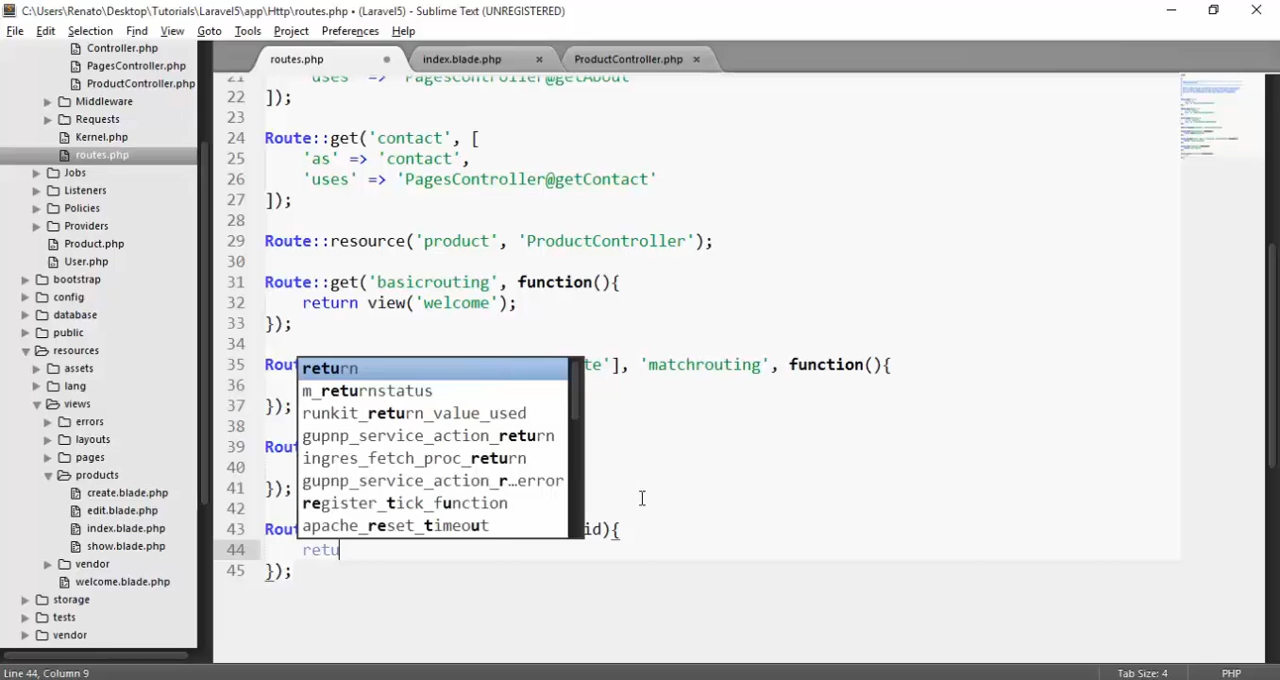 C:\Users\Renato\Desktop\Tutorials\Laravel5\app\Http\routes.php • (Laravel5) - Sublime Text (UNREGISTERED)
File Edit Selection Find View Goto Tools Project Preferences Help
Controller.php
PagesController.php
ProductController.php
Middleware
Requests
Kernel.php
routes.php
Jobs
Listeners
Policies
Providers
Product.php
User.php
bootstrap
config
database
public
resources
assets
lang
views
errors
layouts
pages
products
create.blade.php
edit.blade.php
index.blade.php
show.blade.php
vendor
welcome.blade.php
storage
tests
vendor
routes.php index.blade.php × ProductController.php ×
21 'uses' => 'PagesController@getAbout'
22 ]);
23
24 Route::get('contact', [
25 'as' => 'contact',
26 'uses' => 'PagesController@getContact'
27 ]);
28
29 Route::resource('product', 'ProductController');
30
31 Route::get('basicrouting', function(){
32 return view('welcome');
33 });
34
35 Rou te'], 'matchrouting', function(){
36
37 });
38
39 Rou
40
41 });
42
43 Rou id){
44 retu
45 });
return
m_returnstatus
runkit_return_value_used
gupnp_service_action_return
ingres_fetch_proc_return
gupnp_service_action_r…error
register_tick_function
apache_reset_timeout
Line 44, Column 9 Tab Size: 4 PHP